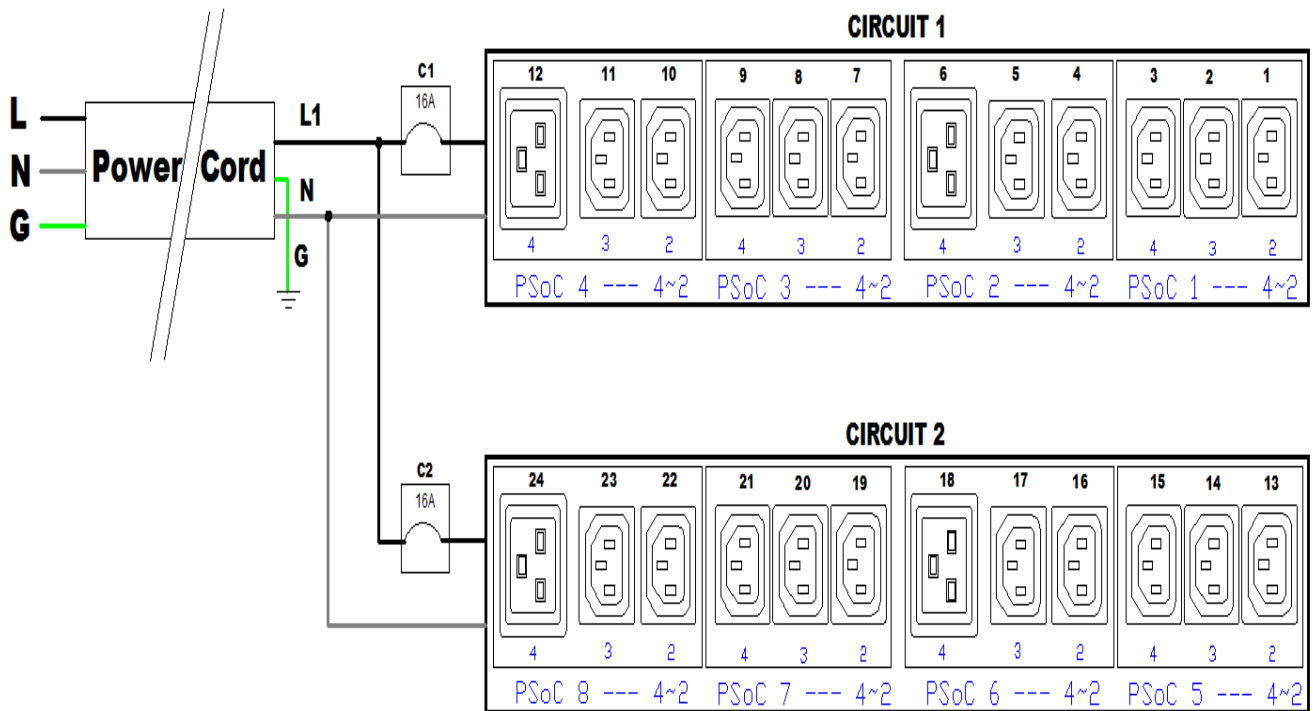 CIRCUIT 1
C1
16A
12 11 10 9 8 7 6 5 4 3 2 1
L L1
N Power Cord N
G G
4 3 2 4 3 2 4 3 2 4 3 2
PSoC 4 --- 4~2 PSoC 3 --- 4~2 PSoC 2 --- 4~2 PSoC 1 --- 4~2
CIRCUIT 2
C2
16A
24 23 22 21 20 19 18 17 16 15 14 13
4 3 2 4 3 2 4 3 2 4 3 2
PSoC 8 --- 4~2 PSoC 7 --- 4~2 PSoC 6 --- 4~2 PSoC 5 --- 4~2